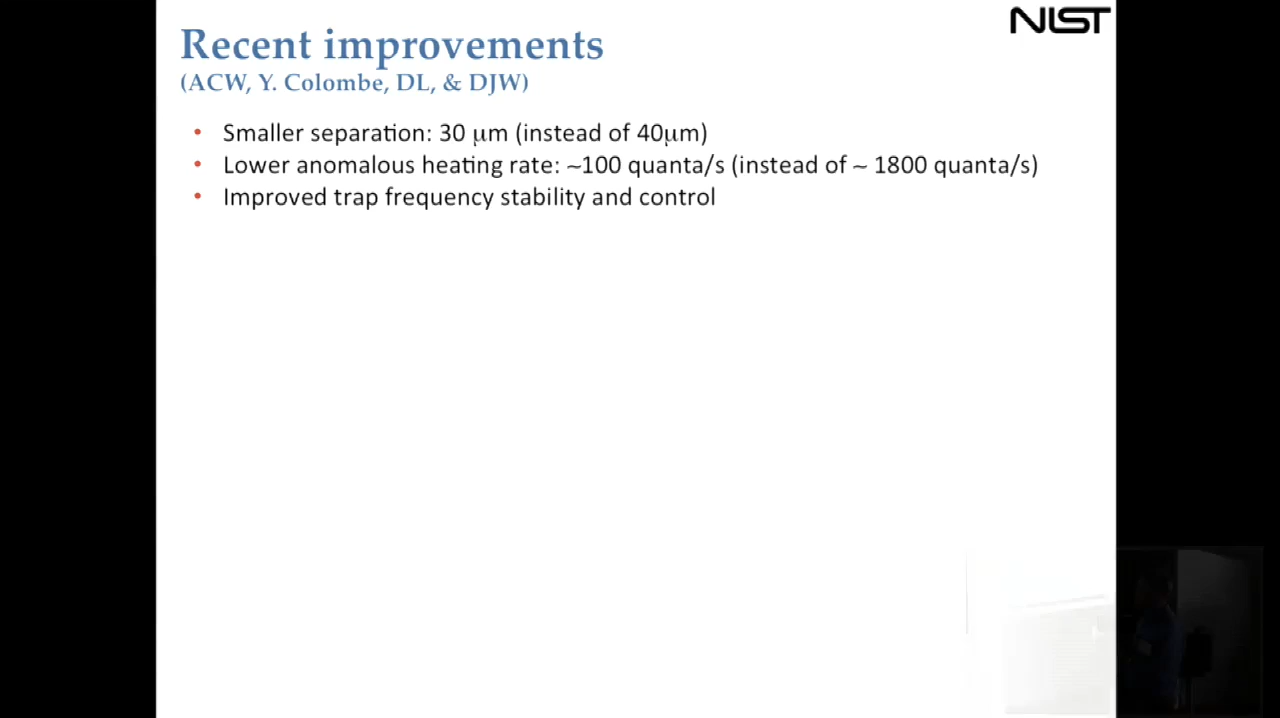 NIST
Recent improvements
(ACW, Y. Colombe, DL, & DJW)
• Smaller separation: 30 μm (instead of 40μm)
• Lower anomalous heating rate: ~100 quanta/s (instead of ~ 1800 quanta/s)
• Improved trap frequency stability and control